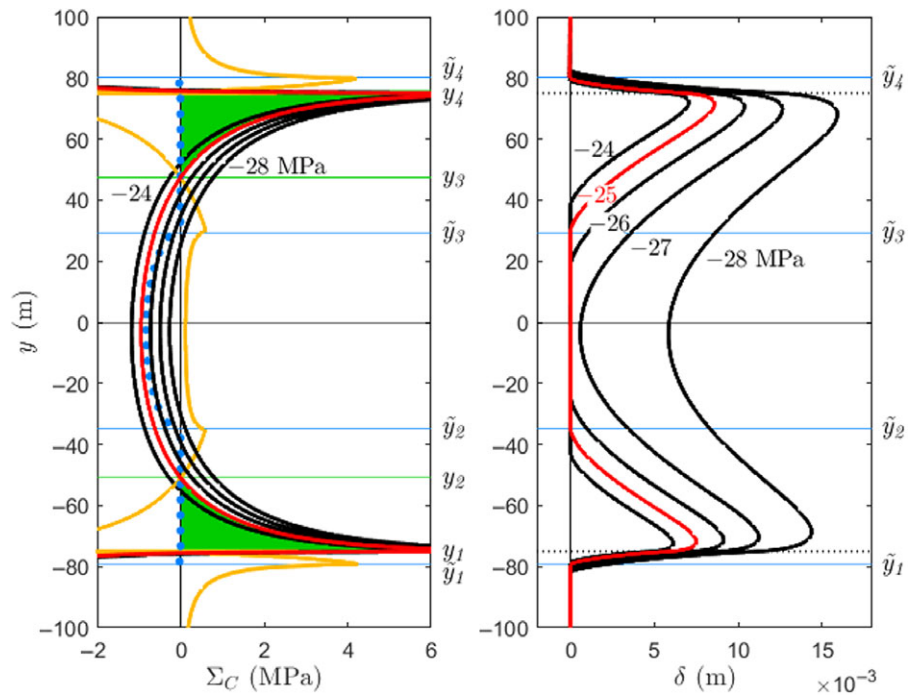 100
80
60
40
20
0
−20
−40
−60
−80
−100
y (m)
−2
0
2
4
6
Σ_C (MPa)
−24
−28 MPa
ỹ4
y4
y3
ỹ3
ỹ2
y2
y1
ỹ1
100
80
60
40
20
0
−20
−40
−60
−80
−100
0
5
10
15
×10⁻³
δ (m)
−24
−25
−26
−27
−28 MPa
ỹ4
ỹ3
ỹ2
ỹ1